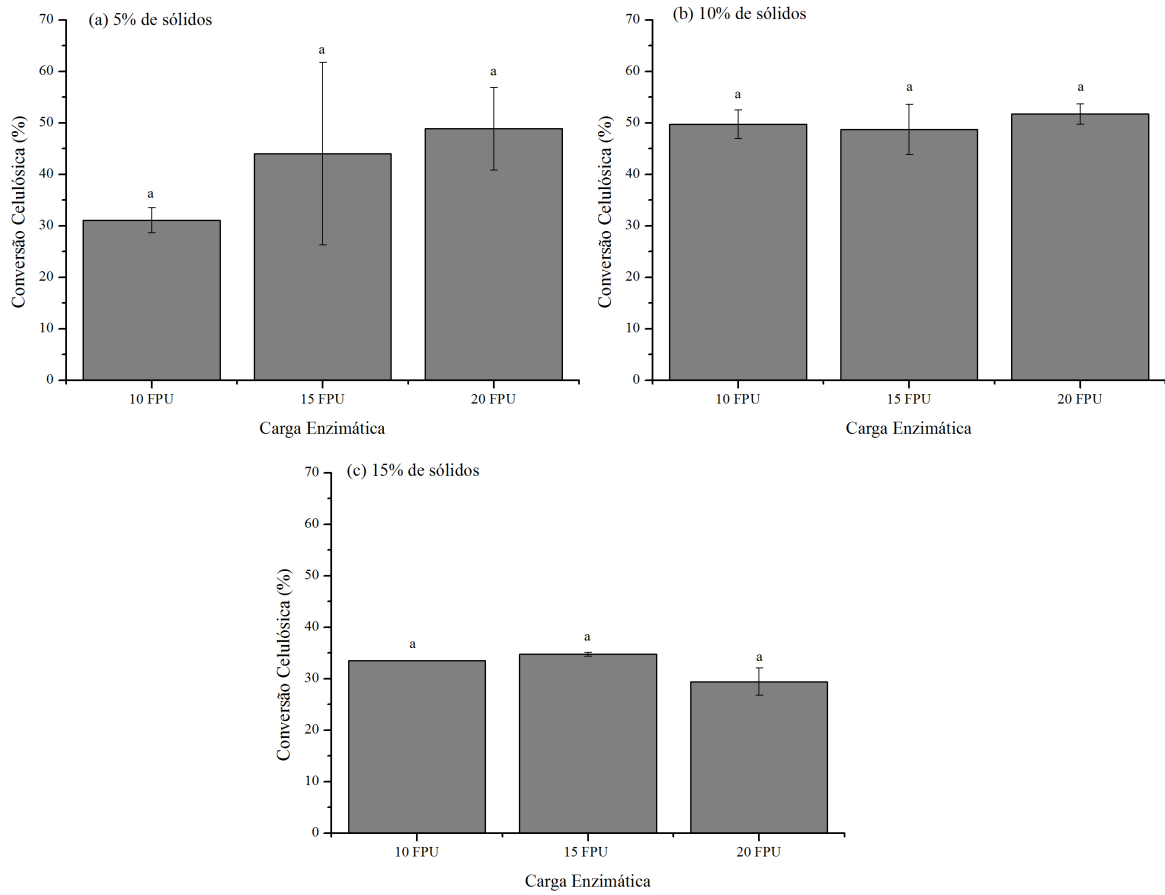 (a) 5% de sólidos
70
60
50
40
30
20
10
0
Conversão Celulósica (%)
a
a
a
10 FPU
15 FPU
20 FPU
Carga Enzimática
(b) 10% de sólidos
70
60
50
40
30
20
10
0
Conversão Celulósica (%)
a
a
a
10 FPU
15 FPU
20 FPU
Carga Enzimática
(c) 15% de sólidos
70
60
50
40
30
20
10
0
Conversão Celulósica (%)
a
a
a
10 FPU
15 FPU
20 FPU
Carga Enzimática